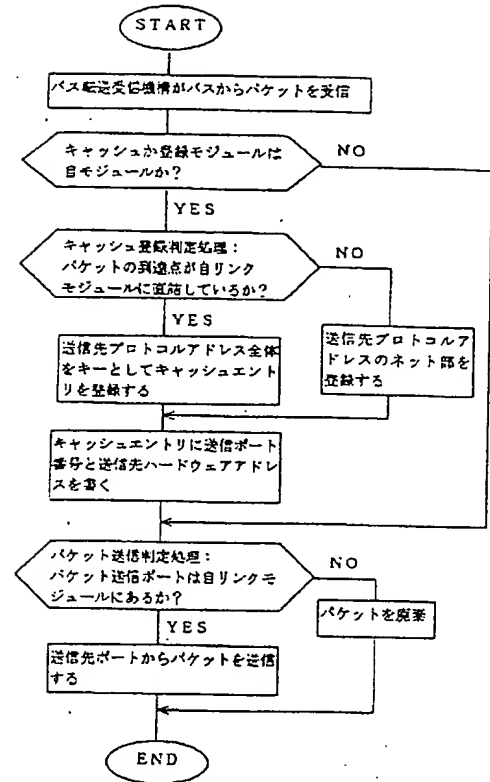 START
バス転送受信機構がバスからパケットを受信
キャッシュか登録モジュールは
自モジュールか?
NO
YES
キャッシュ登録判定処理:
パケットの到達点が自リンク
モジュールに直結しているか?
NO
YES
送信先プロトコルアドレス全体
をキーとしてキャッシュエント
リを登録する
送信先プロトコルア
ドレスのネット部を
登録する
キャッシュエントリに送信ポート
番号と送信先ハードウェアアドレ
スを書く
パケット送信判定処理:
パケット送信ポートは自リンクモ
ジュールにあるか?
NO
YES
パケットを廃棄
送信先ポートからパケットを送信
する
END